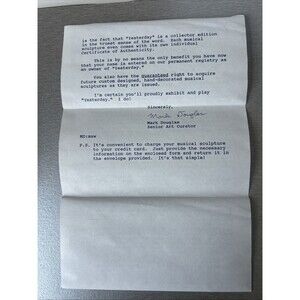 is the fact that "Yesterday" is a collector edition
in the truest sense of the word. Each musical
sculpture even comes with its own individual
Certificate of Authenticity.
This is by no means the only benefit you have now
that your name is entered on our permanent registry as
an owner of "Yesterday."
You also have the guaranteed right to acquire
future custom designed, hand-decorated musical
sculptures as they are issued.
I'm certain you'll proudly exhibit and play
"Yesterday." I do!
Sincerely,
Mark Douglas
Mark Douglas
Senior Art Curator
MD:msw
P.S. It's convenient to charge your musical sculpture
to your credit card. Just provide the necessary
information on the enclosed form and return it in
the envelope provided. It's that simple!